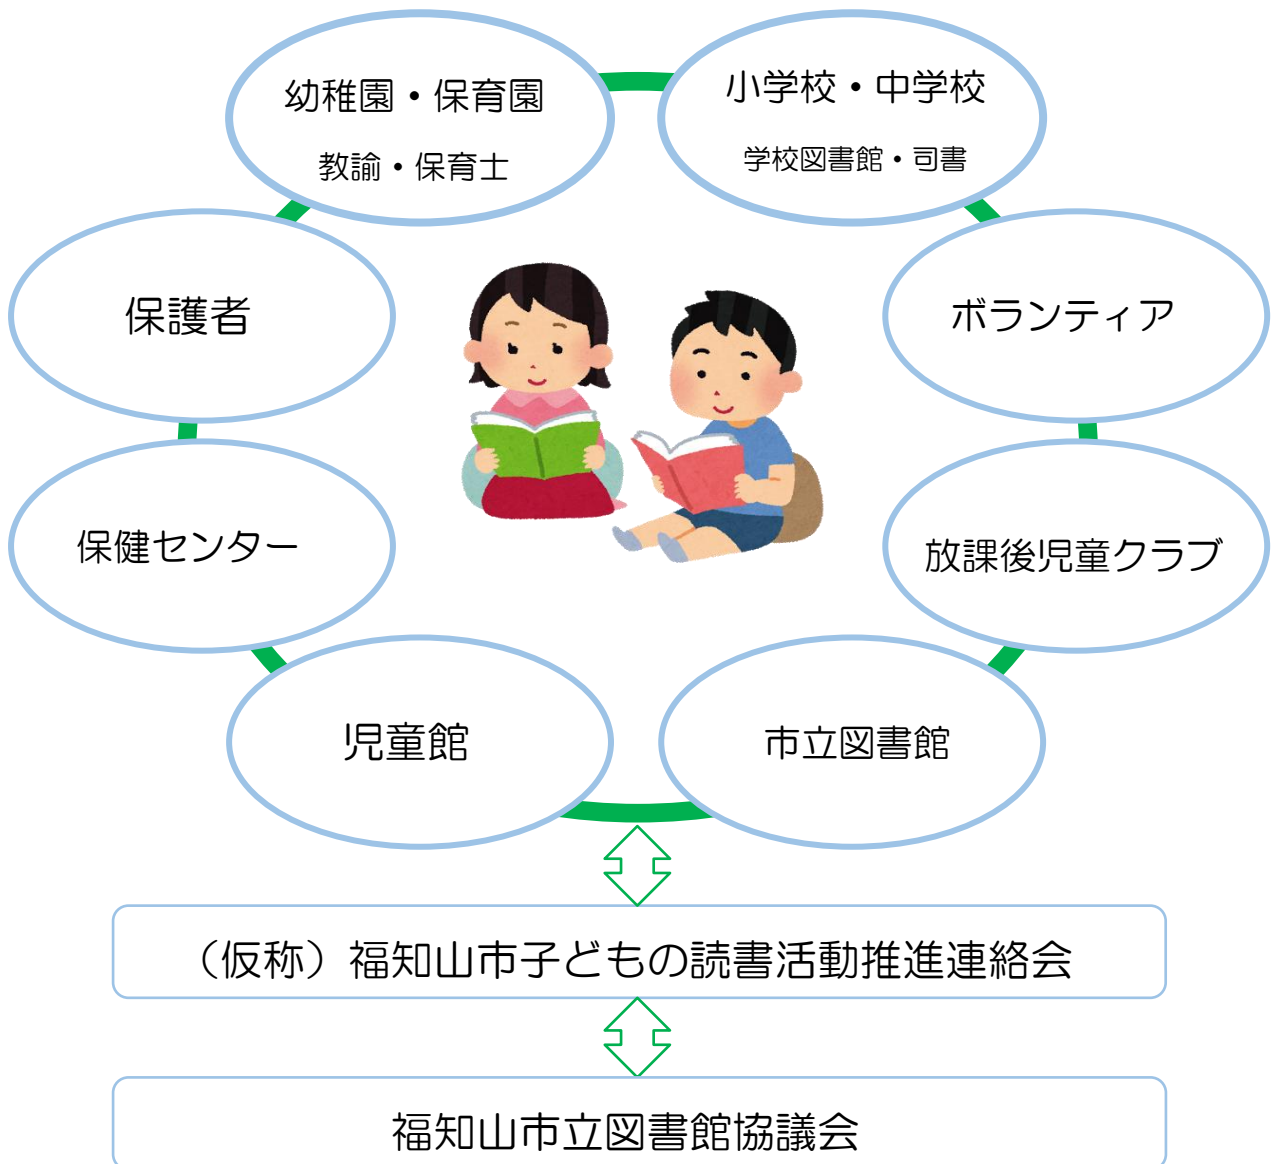 幼稚園・保育園
教諭・保育士
小学校・中学校
学校図書館・司書
保護者
ボランティア
保健センター
放課後児童クラブ
児童館
市立図書館
（仮称）福知山市子どもの読書活動推進連絡会
福知山市立図書館協議会